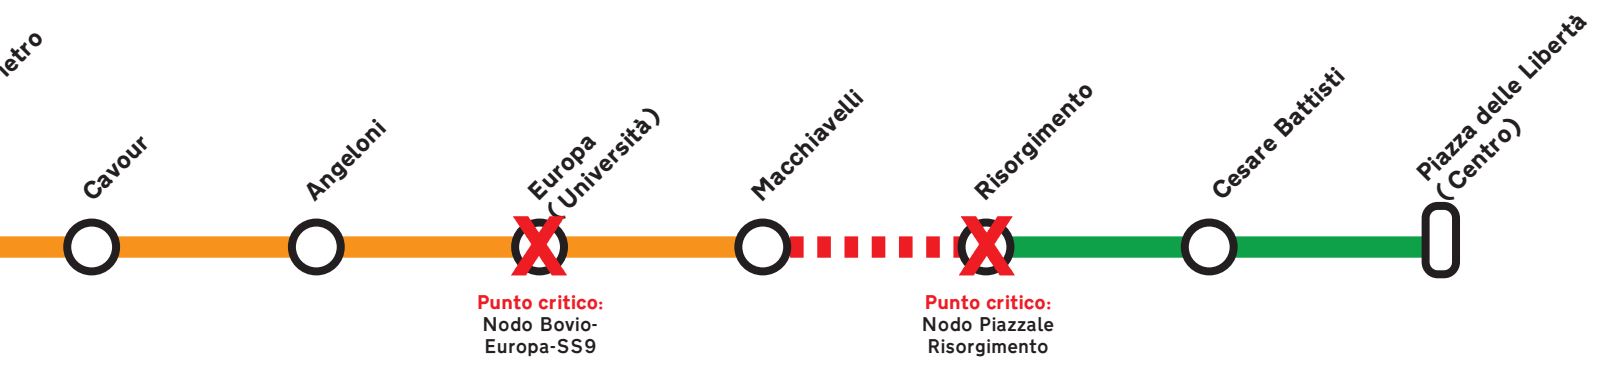 Cavour
Angeloni
Europa
(Università)
Macchiavelli
Risorgimento
Cesare Battisti
Piazza delle Libertà
(Centro)
X
X
Punto critico:
Nodo Bovio-
Europa-SS9
Punto critico:
Nodo Piazzale
Risorgimento